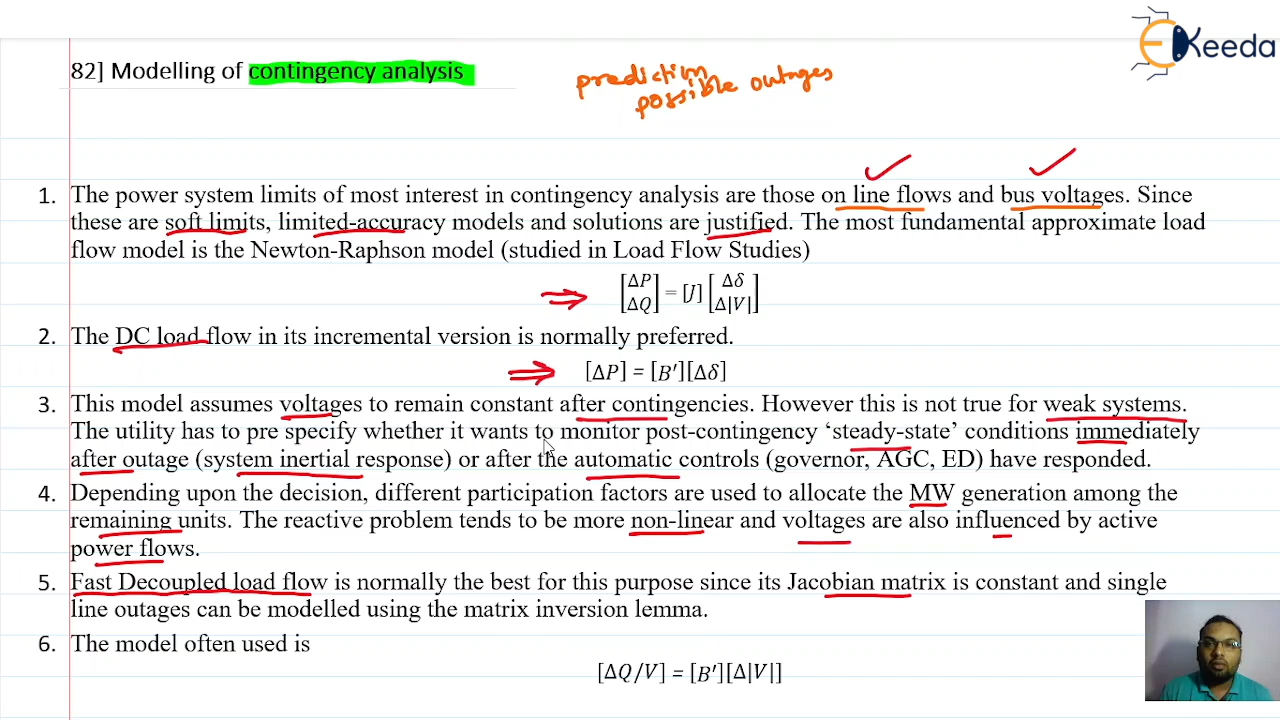 Keeda
82] Modelling of contingency analysis
prediction
possible outages
1. The power system limits of most interest in contingency analysis are those on line flows and bus voltages. Since
these are soft limits, limited-accuracy models and solutions are justified. The most fundamental approximate load
flow model is the Newton-Raphson model (studied in Load Flow Studies)
[ΔP ΔQ] = [J] [Δδ Δ|V|]
2. The DC load flow in its incremental version is normally preferred.
[ΔP] = [B′][Δδ]
3. This model assumes voltages to remain constant after contingencies. However this is not true for weak systems.
The utility has to pre specify whether it wants to monitor post-contingency ‘steady-state’ conditions immediately
after outage (system inertial response) or after the automatic controls (governor, AGC, ED) have responded.
4. Depending upon the decision, different participation factors are used to allocate the MW generation among the
remaining units. The reactive problem tends to be more non-linear and voltages are also influenced by active
power flows.
5. Fast Decoupled load flow is normally the best for this purpose since its Jacobian matrix is constant and single
line outages can be modelled using the matrix inversion lemma.
6. The model often used is
[ΔQ/V] = [B′][Δ|V|]